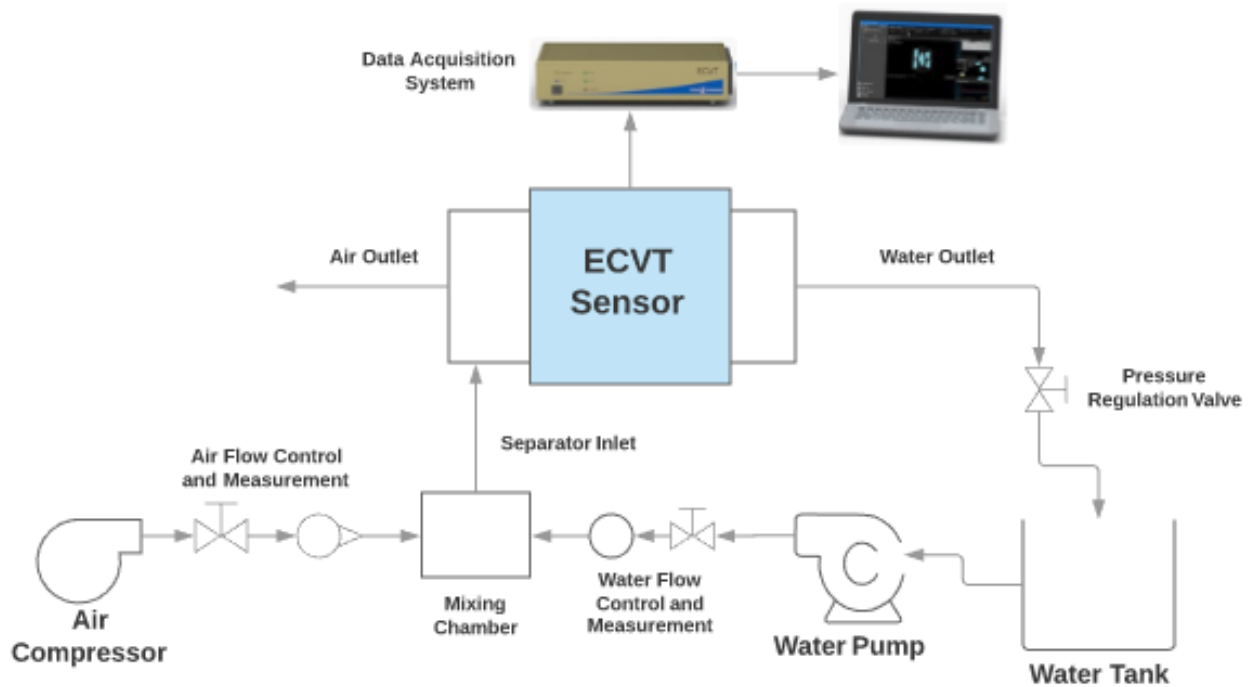 Data Acquisition
System
ECVT
Air Outlet
ECVT
Sensor
Water Outlet
Pressure
Regulation Valve
Separator Inlet
Air Flow Control
and Measurement
Air
Compressor
Mixing
Chamber
Water Flow
Control and
Measurement
Water Pump
Water Tank